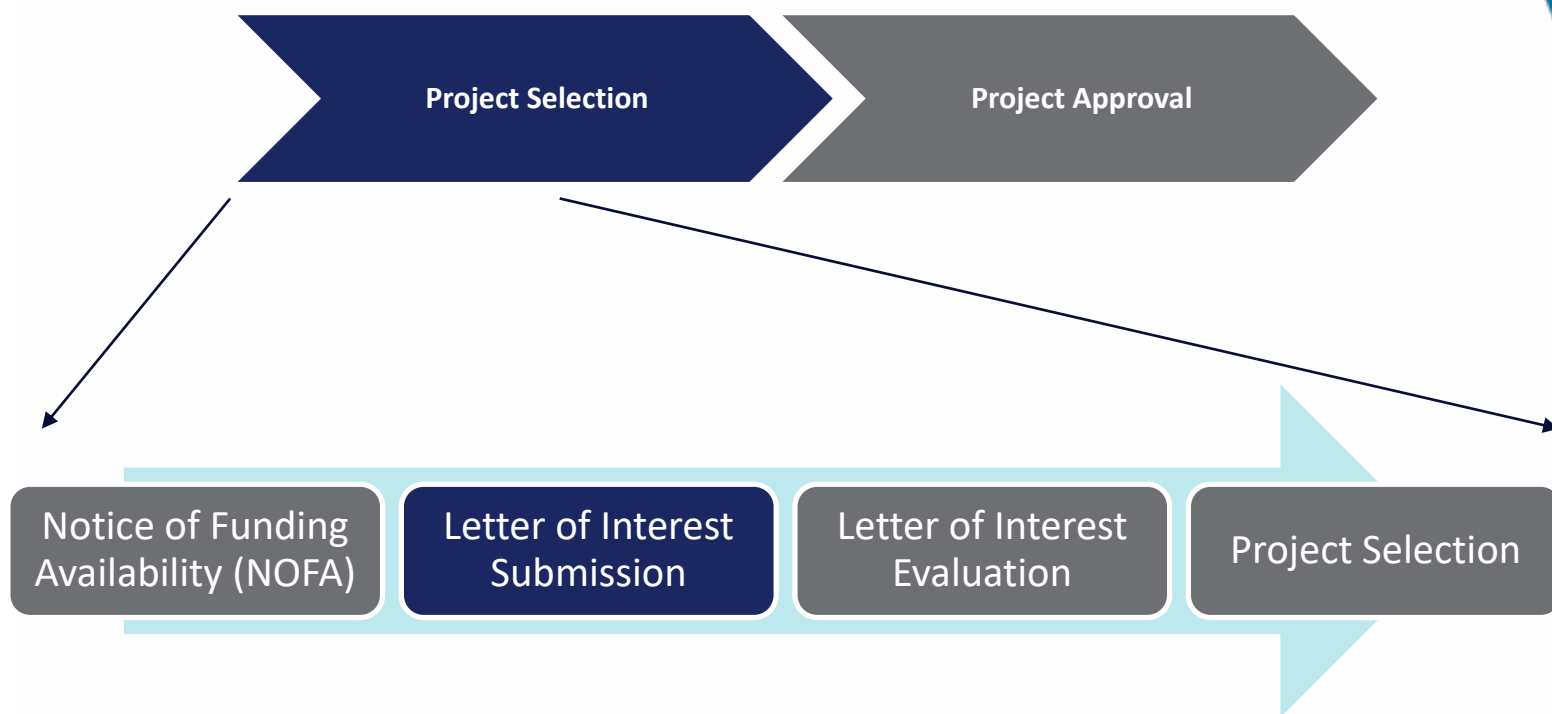 Project Selection
Project Approval
Notice of Funding
Availability (NOFA)
Letter of Interest
Submission
Letter of Interest
Evaluation
Project Selection